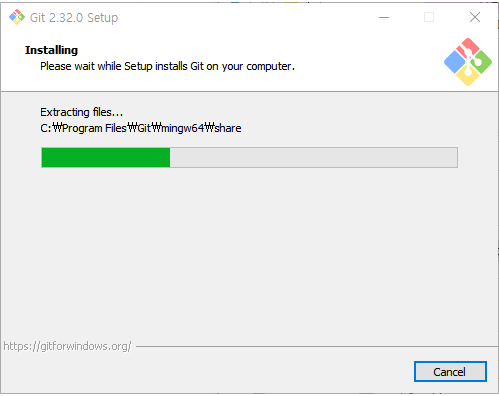 Git 2.32.0 Setup
Installing
Please wait while Setup installs Git on your computer.
Extracting files...
C:₩Program Files₩Git₩mingw64₩share
https://gitforwindows.org/
Cancel